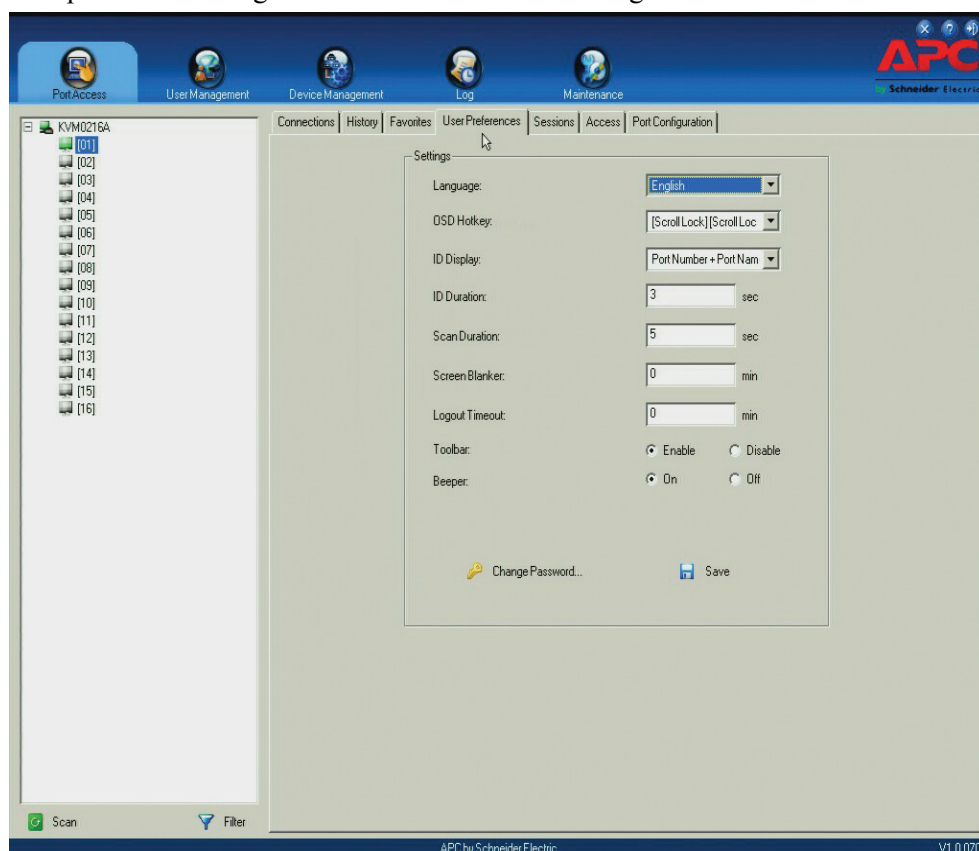 APC
by Schneider Electric
Port Access User Management Device Management Log Maintenance
KVM0216A
[01]
[02]
[03]
[04]
[05]
[06]
[07]
[08]
[09]
[10]
[11]
[12]
[13]
[14]
[15]
[16]
Connections History Favorites User Preferences Sessions Access Port Configuration
Settings
Language: English
OSD Hotkey: [Scroll Lock][Scroll Loc
ID Display: Port Number + Port Nam
ID Duration: 3 sec
Scan Duration: 5 sec
Screen Blanker: 0 min
Logout Timeout: 0 min
Toolbar: Enable Disable
Beeper: On Off
Change Password... Save
Scan Filter
APC by Schneider Electric